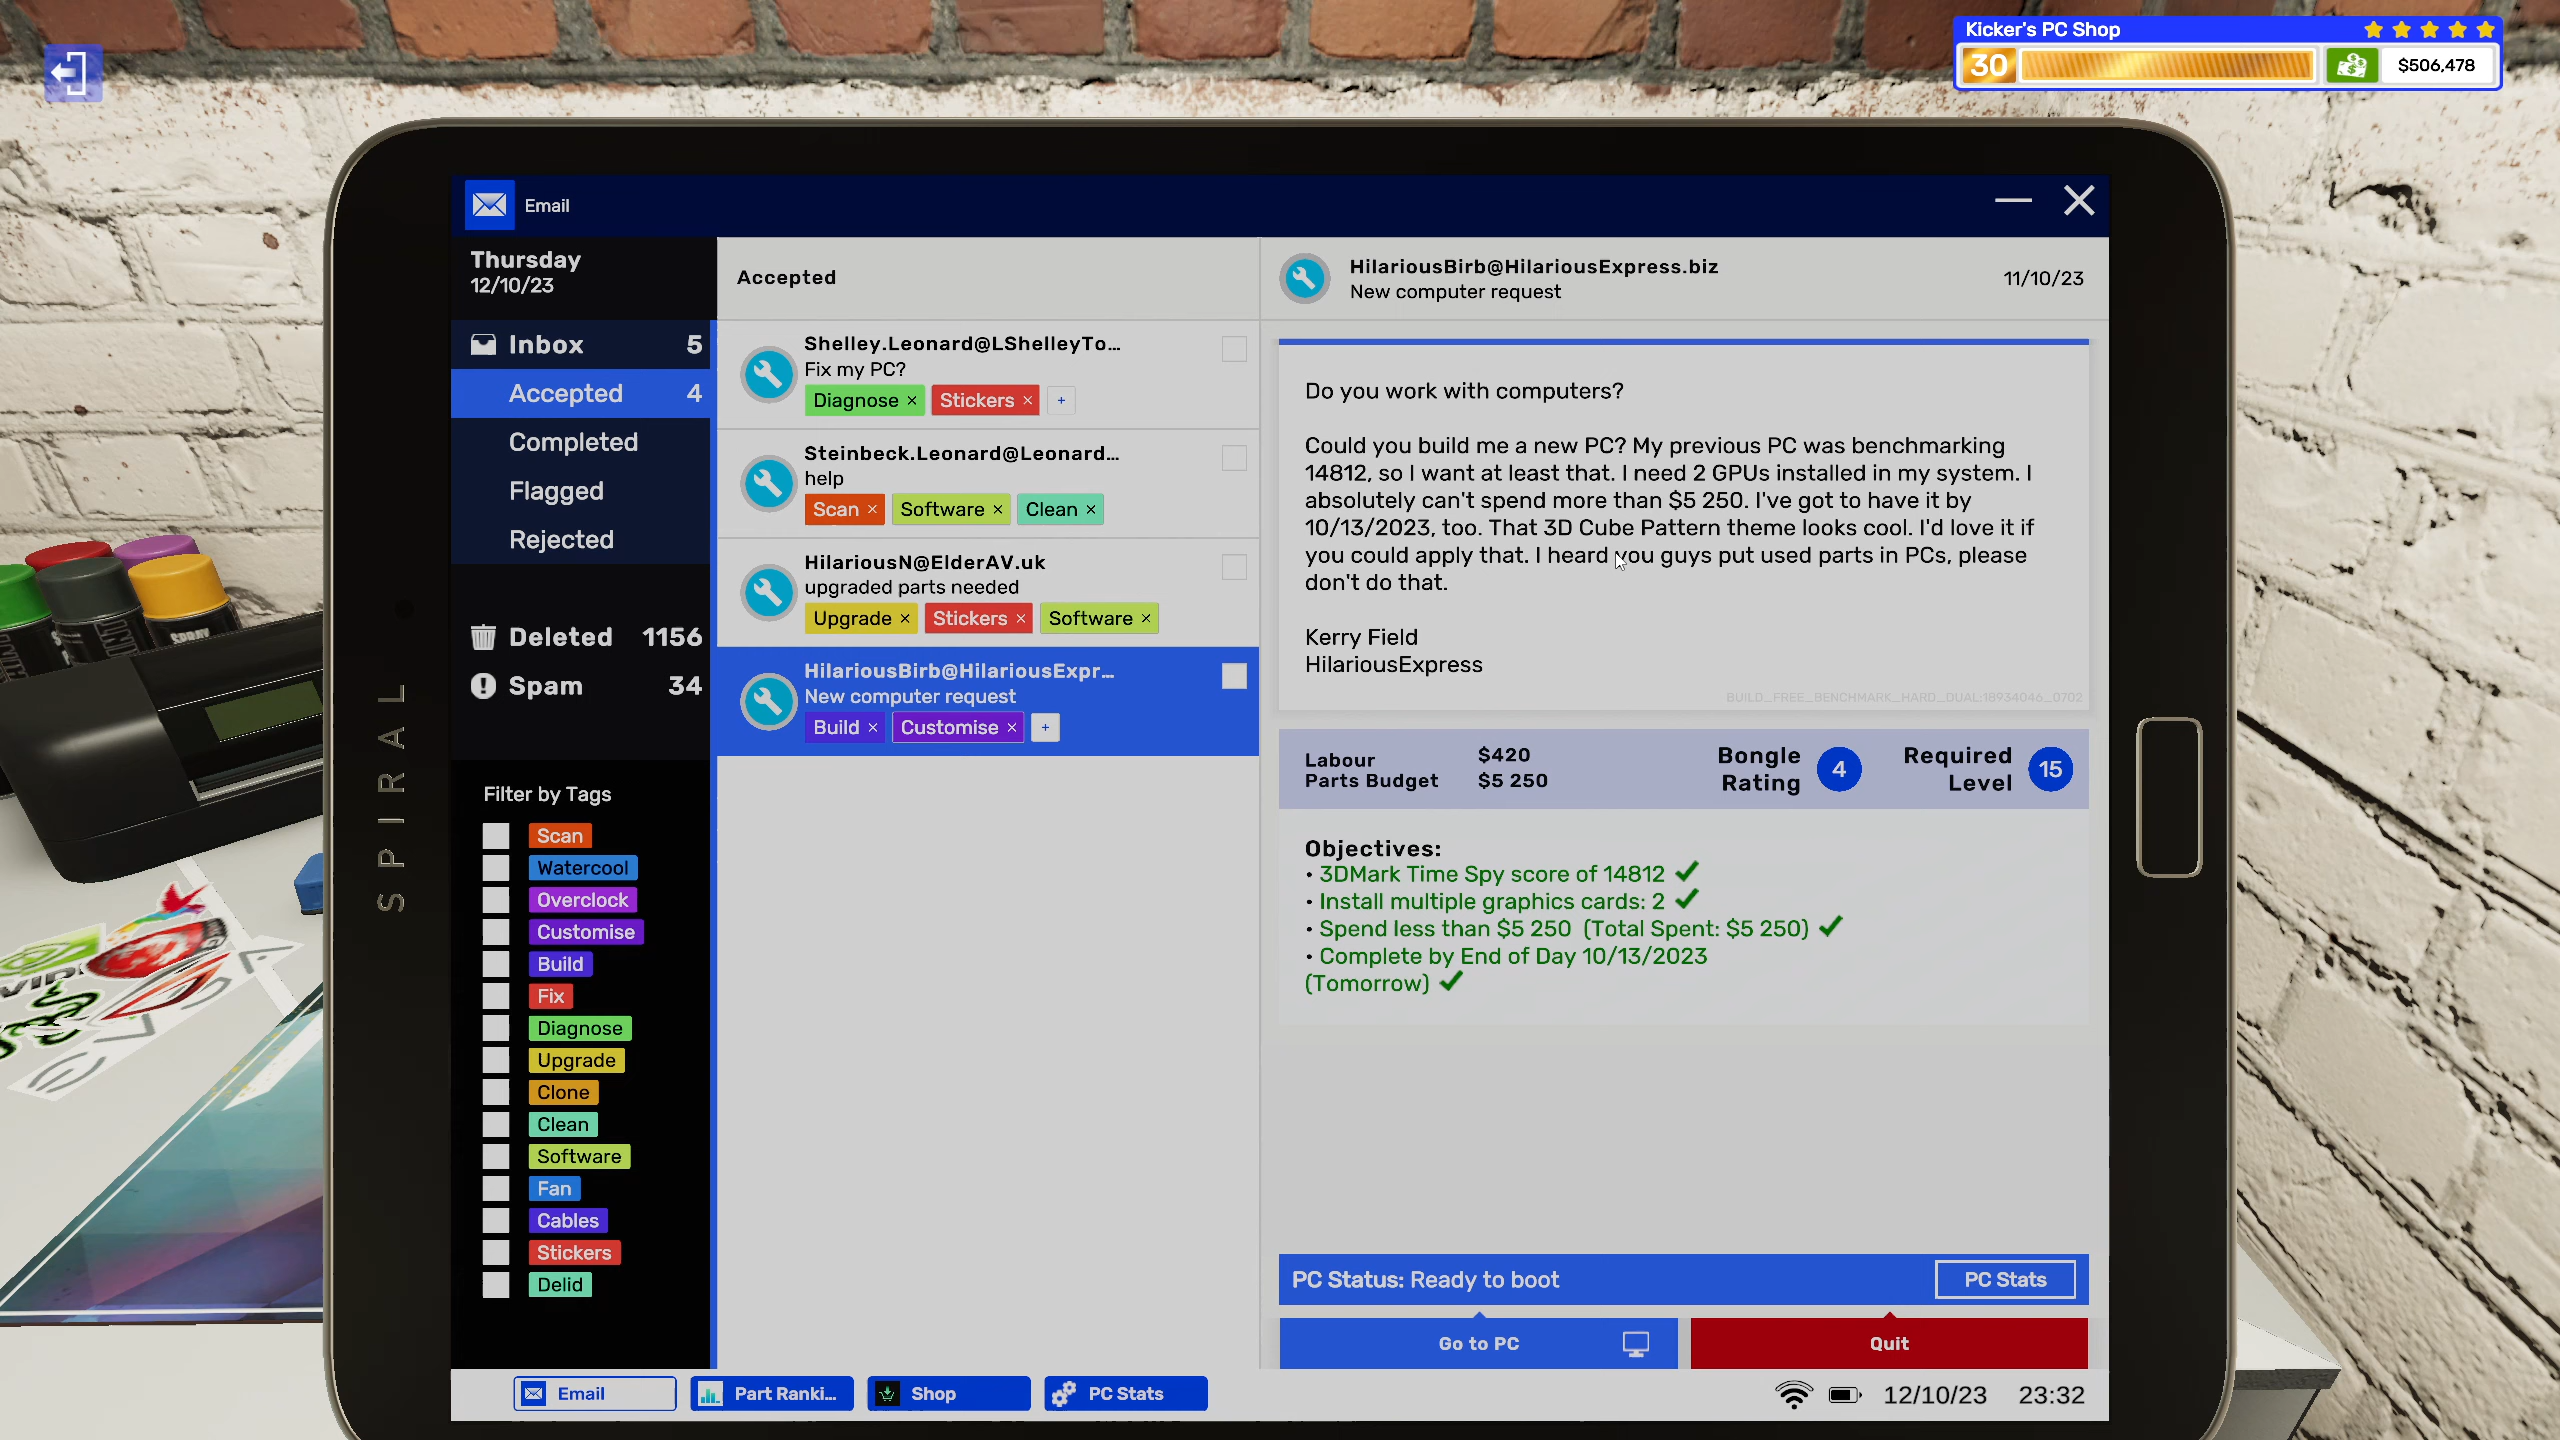 Kicker's PC Shop
30
$506,478
Email
Thursday
12/10/23
Inbox 5
Accepted 4
Completed
Flagged
Rejected
Deleted 1156
Spam 34
Filter by Tags
Scan
Watercool
Overclock
Customise
Build
Fix
Diagnose
Upgrade
Clone
Clean
Software
Fan
Cables
Stickers
Delid
Accepted
Shelley.Leonard@LShelleyTo...
Fix my PC?
Diagnose × Stickers × +
Steinbeck.Leonard@Leonard...
help
Scan × Software × Clean ×
HilariousN@ElderAV.uk
upgraded parts needed
Upgrade × Stickers × Software ×
HilariousBirb@HilariousExpr...
New computer request
Build × Customise × +
HilariousBirb@HilariousExpress.biz
New computer request
11/10/23
Do you work with computers?
Could you build me a new PC? My previous PC was benchmarking
14812, so I want at least that. I need 2 GPUs installed in my system. I
absolutely can't spend more than $5 250. I've got to have it by
10/13/2023, too. That 3D Cube Pattern theme looks cool. I'd love it if
you could apply that. I heard you guys put used parts in PCs, please
don't do that.
Kerry Field
HilariousExpress
BUILD_FREE_BENCHMARK_HARD_DUAL:18934046_0702
Labour $420
Parts Budget $5 250
Bongle Rating 4
Required Level 15
Objectives:
• 3DMark Time Spy score of 14812
• Install multiple graphics cards: 2
• Spend less than $5 250 (Total Spent: $5 250)
• Complete by End of Day 10/13/2023
(Tomorrow)
PC Status: Ready to boot
PC Stats
Go to PC
Quit
Email
Part Ranki...
Shop
PC Stats
12/10/23 23:32
SPIRAL
SPRAY